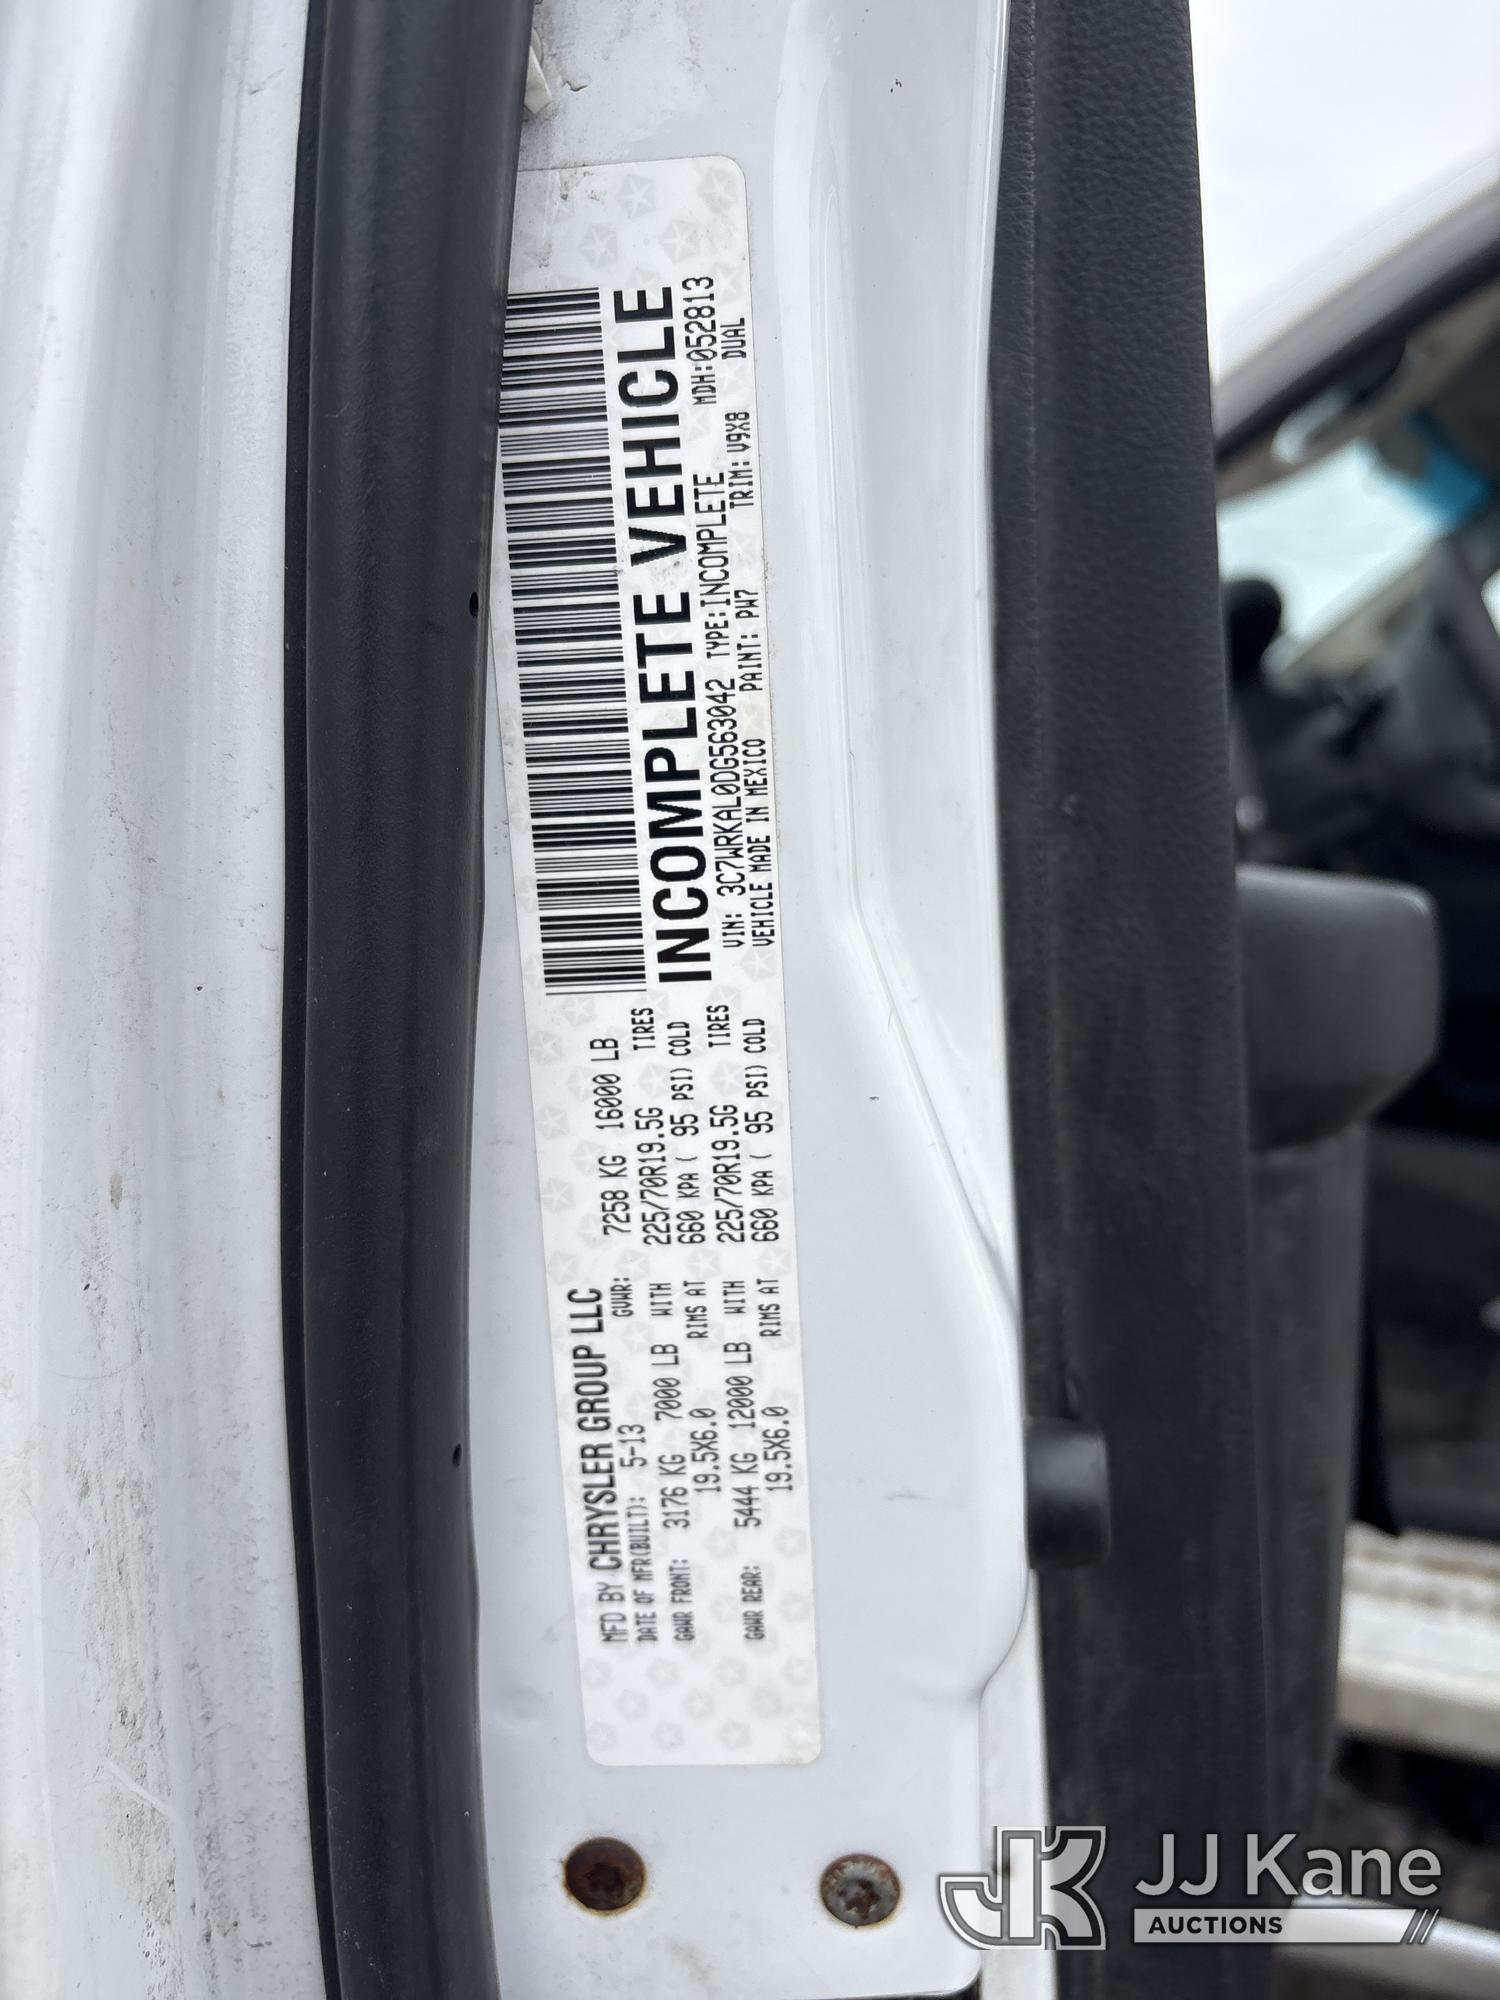 MFD BY CHRYSLER GROUP LLC
DATE OF MFR(BUILT): 5-13 GVWR: 7258 KG 16000 LB
GAWR FRONT: 3176 KG 7000 LB WITH 225/70R19.5G TIRES
19.5X6.0 RIMS AT 660 KPA ( 95 PSI) COLD
GAWR REAR: 5444 KG 12000 LB WITH 225/70R19.5G TIRES
19.5X6.0 RIMS AT 660 KPA ( 95 PSI) COLD
INCOMPLETE VEHICLE
MDH:052813
VIN: 3C7WRKAL0DG563042 TYPE:INCOMPLETE
VEHICLE MADE IN MEXICO PAINT: PW7 TRIM: V9X8 DUAL
JK
JJ Kane
AUCTIONS